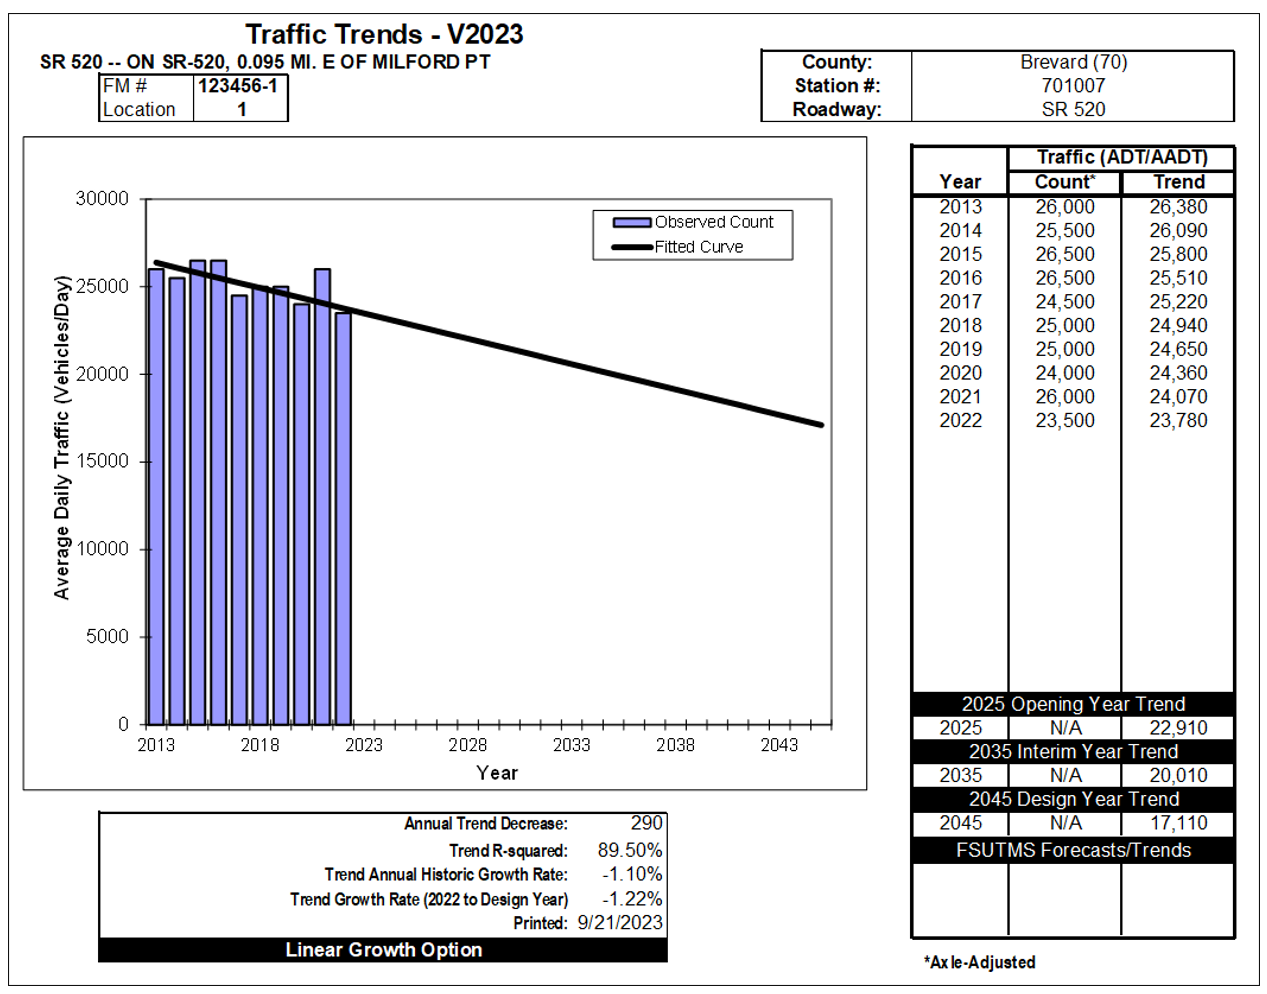 Traffic Trends - V2023
SR 520 -- ON SR-520, 0.095 MI. E OF MILFORD PT
FM # 123456-1
Location 1
County: Brevard (70)
Station #: 701007
Roadway: SR 520
30000
25000
20000
15000
10000
5000
0
Average Daily Traffic (Vehicles/Day)
Observed Count
Fitted Curve
2013 2018 2023 2028 2033 2038 2043
Year
Traffic (ADT/AADT)
Year Count* Trend
2013 26,000 26,380
2014 25,500 26,090
2015 26,500 25,800
2016 26,500 25,510
2017 24,500 25,220
2018 25,000 24,940
2019 25,000 24,650
2020 24,000 24,360
2021 26,000 24,070
2022 23,500 23,780
2025 Opening Year Trend
2025 N/A 22,910
2035 Interim Year Trend
2035 N/A 20,010
2045 Design Year Trend
2045 N/A 17,110
FSUTMS Forecasts/Trends
*Axle-Adjusted
Annual Trend Decrease: 290
Trend R-squared: 89.50%
Trend Annual Historic Growth Rate: -1.10%
Trend Growth Rate (2022 to Design Year) -1.22%
Printed: 9/21/2023
Linear Growth Option